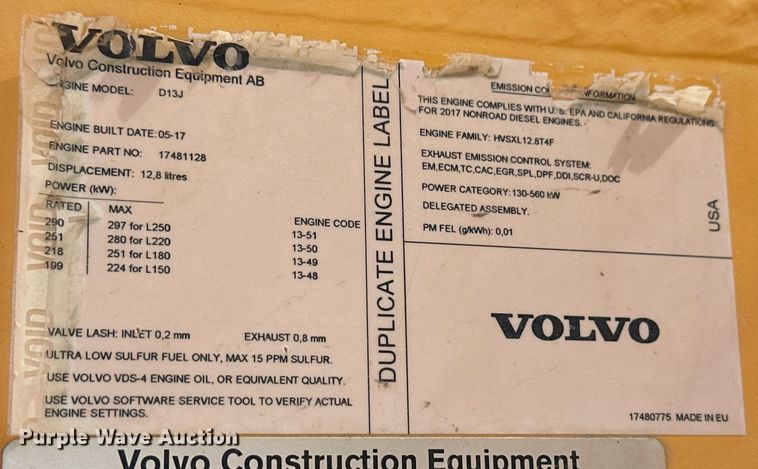 VOLVO
Volvo Construction Equipment AB
ENGINE MODEL: D13J
ENGINE BUILT DATE: 05-17
ENGINE PART NO: 17481128
DISPLACEMENT: 12,8 litres
POWER (kW):
RATED MAX ENGINE CODE
290 297 for L250 13-51
251 280 for L220 13-50
218 251 for L180 13-49
199 224 for L150 13-48
VALVE LASH: INLET 0,2 mm EXHAUST 0,8 mm
ULTRA LOW SULFUR FUEL ONLY, MAX 15 PPM SULFUR.
USE VOLVO VDS-4 ENGINE OIL, OR EQUIVALENT QUALITY.
USE VOLVO SOFTWARE SERVICE TOOL TO VERIFY ACTUAL
ENGINE SETTINGS.
VOID VOID VOID VOID
DUPLICATE ENGINE LABEL
EMISSION INFORMATION
THIS ENGINE COMPLIES WITH U.S. EPA AND CALIFORNIA REGULATIONS
FOR 2017 NONROAD DIESEL ENGINES.
ENGINE FAMILY: HVSXL12.8T4F
EXHAUST EMISSION CONTROL SYSTEM:
EM,ECM,TC,CAC,EGR,SPL,DPF,DDI,SCR-U,DOC
POWER CATEGORY: 130-560 kW
DELEGATED ASSEMBLY.
PM FEL (g/kWh): 0,01
USA
VOLVO
17480775 MADE IN EU
Purple Wave Auction
Volvo Construction Equipment